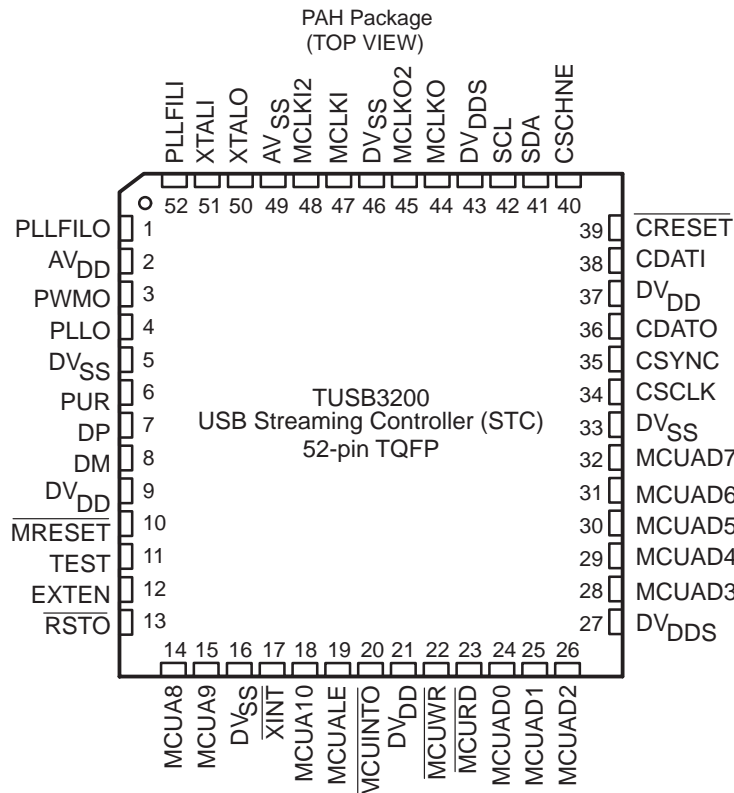 PAH Package
(TOP VIEW)
PLLFILI
XTALI
XTALO
AVSS
MCLKI2
MCLKI
DVSS
MCLKO2
MCLKO
DVDDS
SCL
SDA
CSCHNE
52 51 50 49 48 47 46 45 44 43 42 41 40
PLLFILO 1
AVDD 2
PWMO 3
PLLO 4
DVSS 5
PUR 6
DP 7
DM 8
DVDD 9
MRESET 10
TEST 11
EXTEN 12
RSTO 13
TUSB3200
USB Streaming Controller (STC)
52-pin TQFP
39 CRESET
38 CDATI
37 DVDD
36 CDATO
35 CSYNC
34 CSCLK
33 DVSS
32 MCUAD7
31 MCUAD6
30 MCUAD5
29 MCUAD4
28 MCUAD3
27 DVDDS
14 15 16 17 18 19 20 21 22 23 24 25 26
MCUA8
MCUA9
DVSS
XINT
MCUA10
MCUALE
MCUINTO
DVDD
MCUWR
MCURD
MCUAD0
MCUAD1
MCUAD2